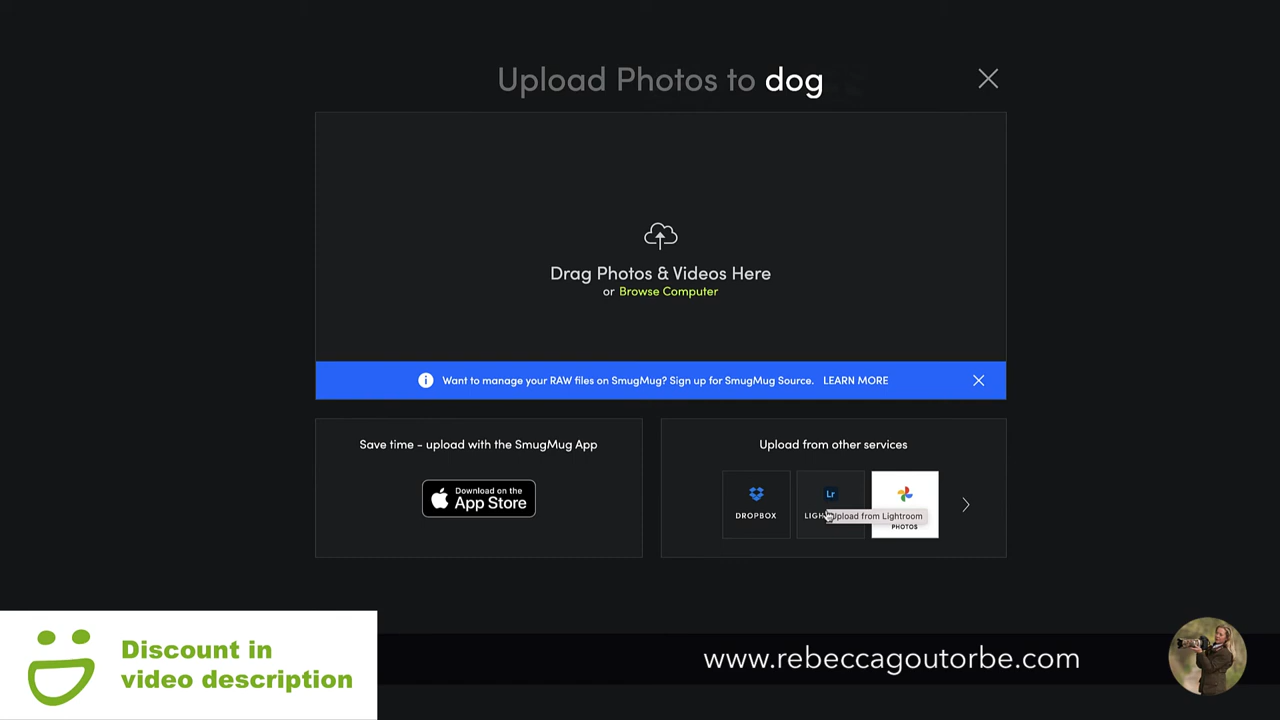 Upload Photos to dog
Drag Photos & Videos Here
or Browse Computer
Want to manage your RAW files on SmugMug? Sign up for SmugMug Source. LEARN MORE
Save time - upload with the SmugMug App
Download on the
App Store
Upload from other services
DROPBOX
Lr
LIGH
Upload from Lightroom
PHOTOS
Discount in
video description
www.rebeccagoutorbe.com